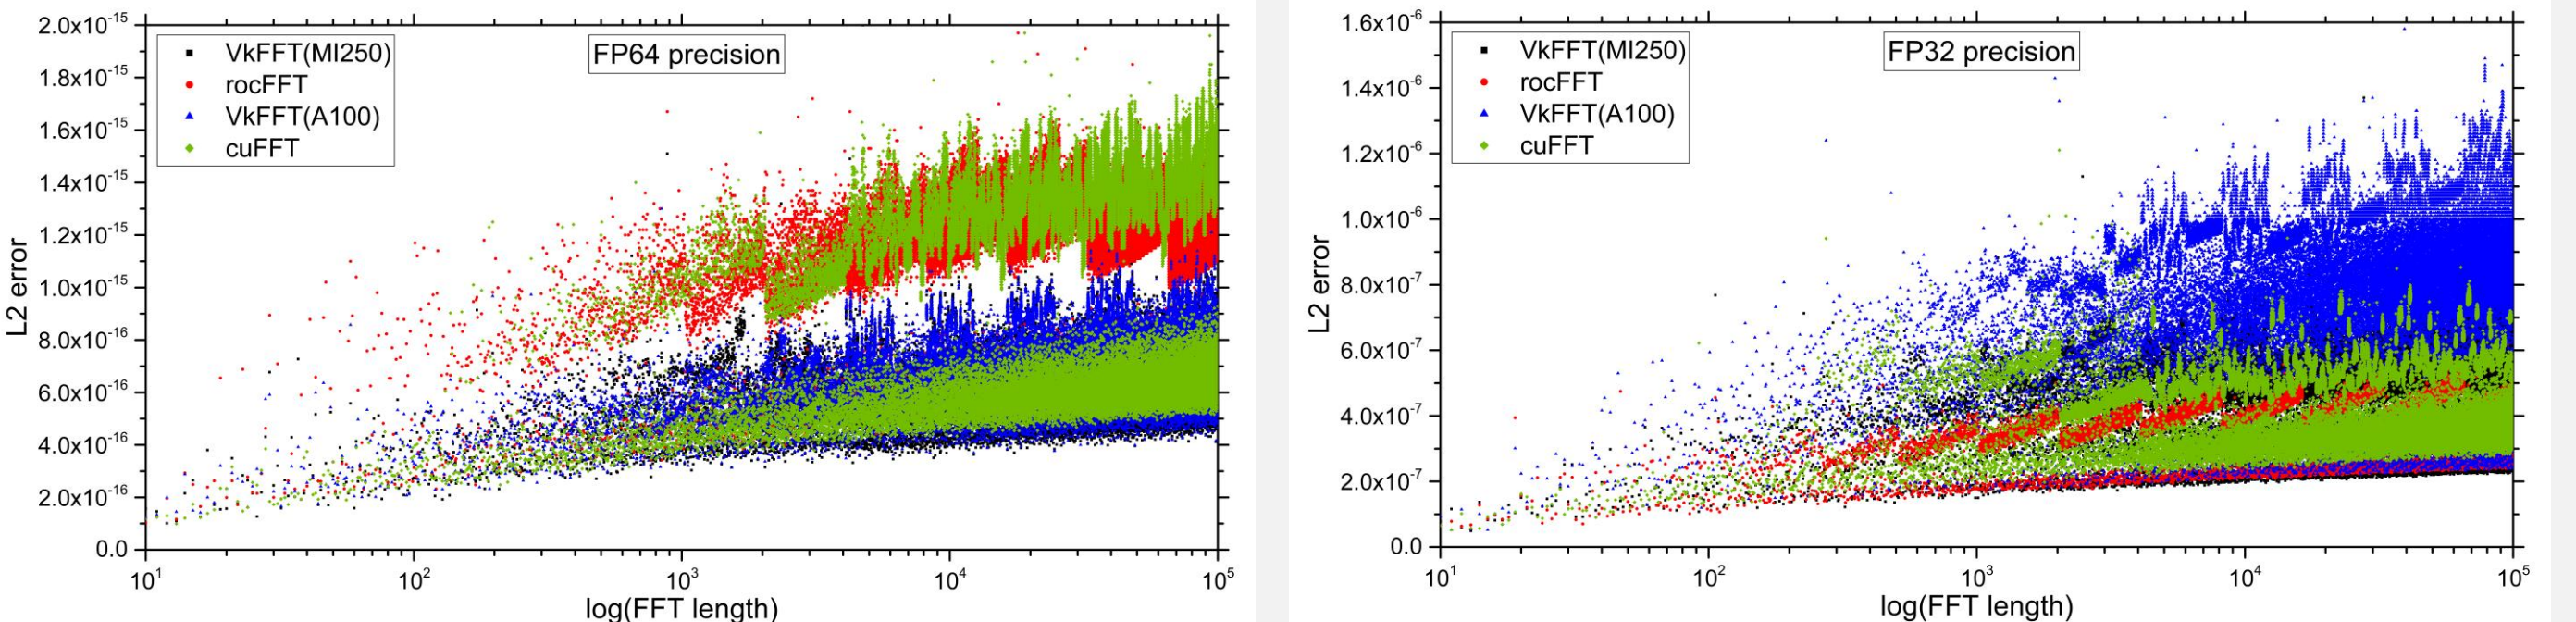 FP64 precision
VkFFT(MI250)
rocFFT
VkFFT(A100)
cuFFT
L2 error
2.0x10⁻¹⁵
1.8x10⁻¹⁵
1.6x10⁻¹⁵
1.4x10⁻¹⁵
1.2x10⁻¹⁵
1.0x10⁻¹⁵
8.0x10⁻¹⁶
6.0x10⁻¹⁶
4.0x10⁻¹⁶
2.0x10⁻¹⁶
0.0
10¹ 10² 10³ 10⁴ 10⁵
log(FFT length)
FP32 precision
VkFFT(MI250)
rocFFT
VkFFT(A100)
cuFFT
L2 error
1.6x10⁻⁶
1.4x10⁻⁶
1.2x10⁻⁶
1.0x10⁻⁶
8.0x10⁻⁷
6.0x10⁻⁷
4.0x10⁻⁷
2.0x10⁻⁷
0.0
10¹ 10² 10³ 10⁴ 10⁵
log(FFT length)